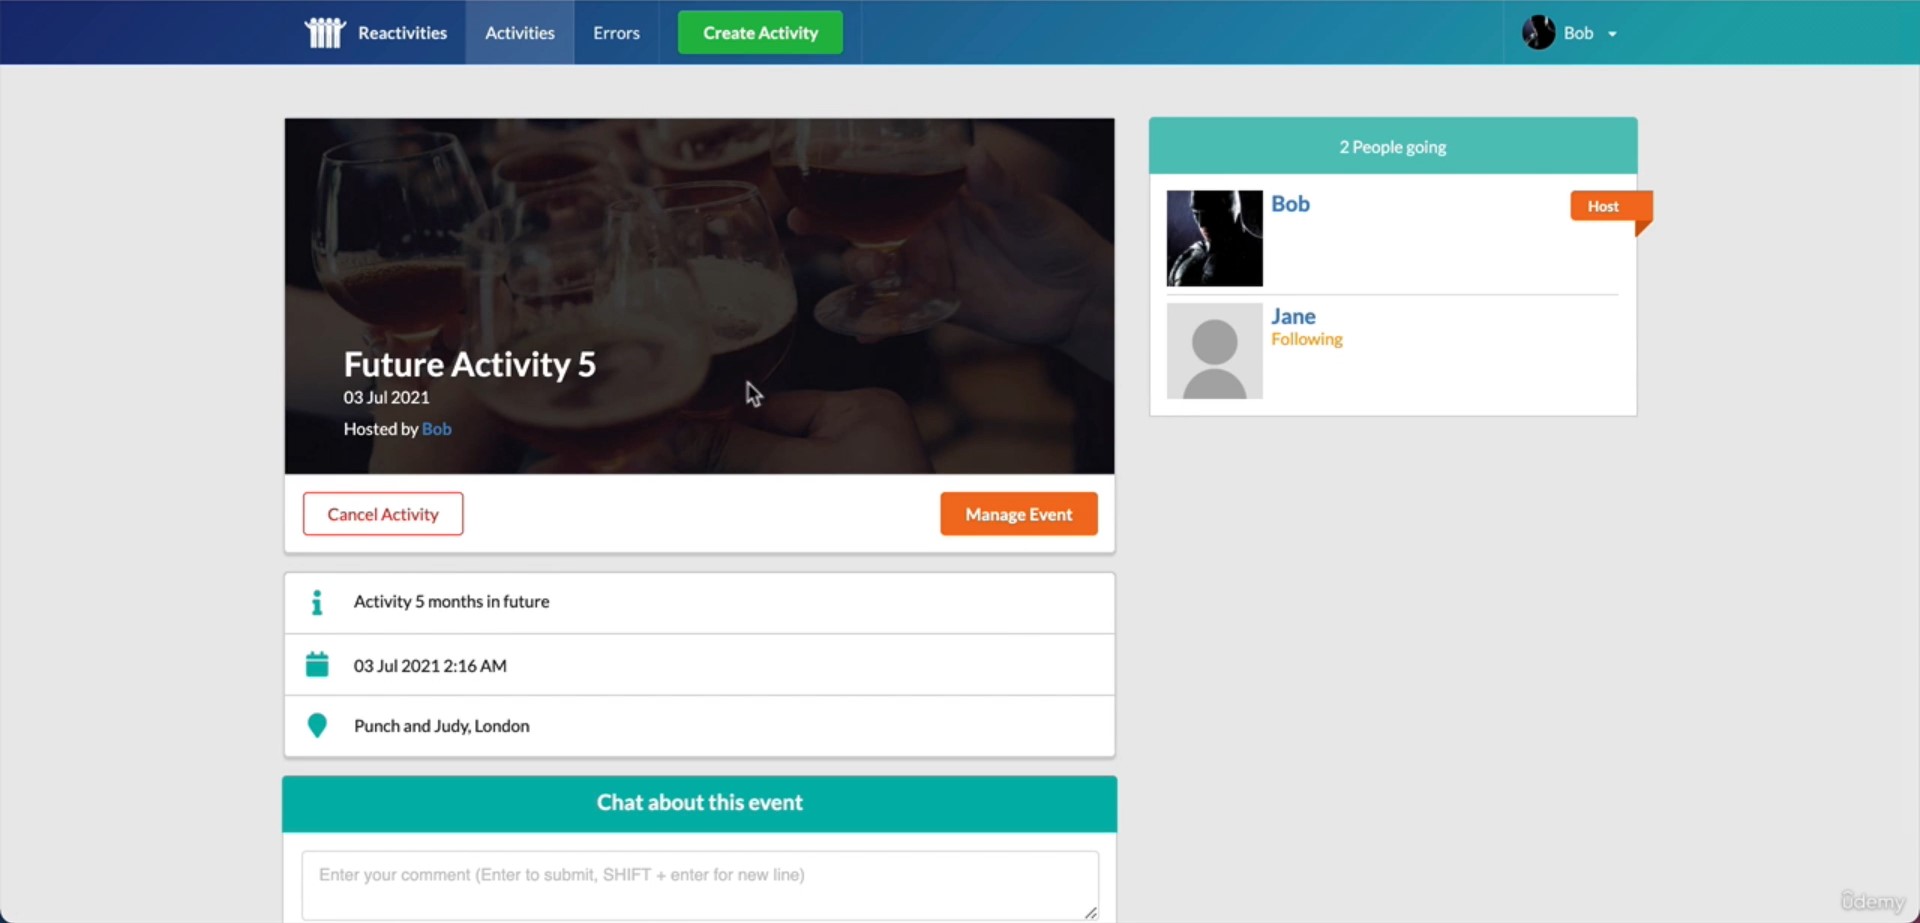 Reactivities
Activities
Errors
Create Activity
Bob
Future Activity 5
03 Jul 2021
Hosted by Bob
Cancel Activity
Manage Event
Activity 5 months in future
03 Jul 2021 2:16 AM
Punch and Judy, London
Chat about this event
Enter your comment (Enter to submit, SHIFT + enter for new line)
2 People going
Bob
Host
Jane
Following
ûdemy